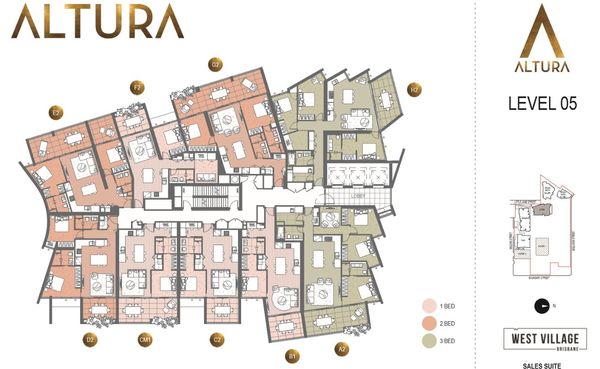 ALTURA
ALTURA
LEVEL 05
G2
F2
H2
E2
LOBBY
D2
CM1
C2
B1
A2
1 BED
2 BED
3 BED
N
WEST VILLAGE
BRISBANE
SALES SUITE